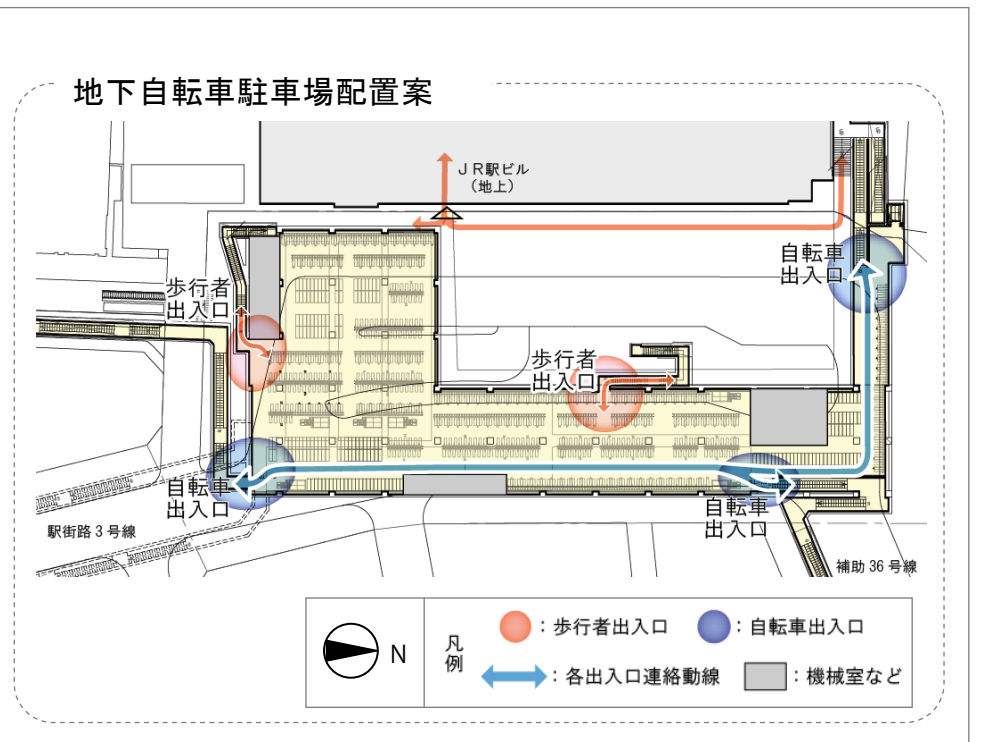 地下自転車駐車場配置案
JR駅ビル
（地上）
自転車
出入口
歩行者
出入口
歩行者
出入口
自転車
出入口
自転車
出入口
駅街路3号線
補助36号線
N
凡例
：歩行者出入口
：自転車出入口
：各出入口連絡動線
：機械室など